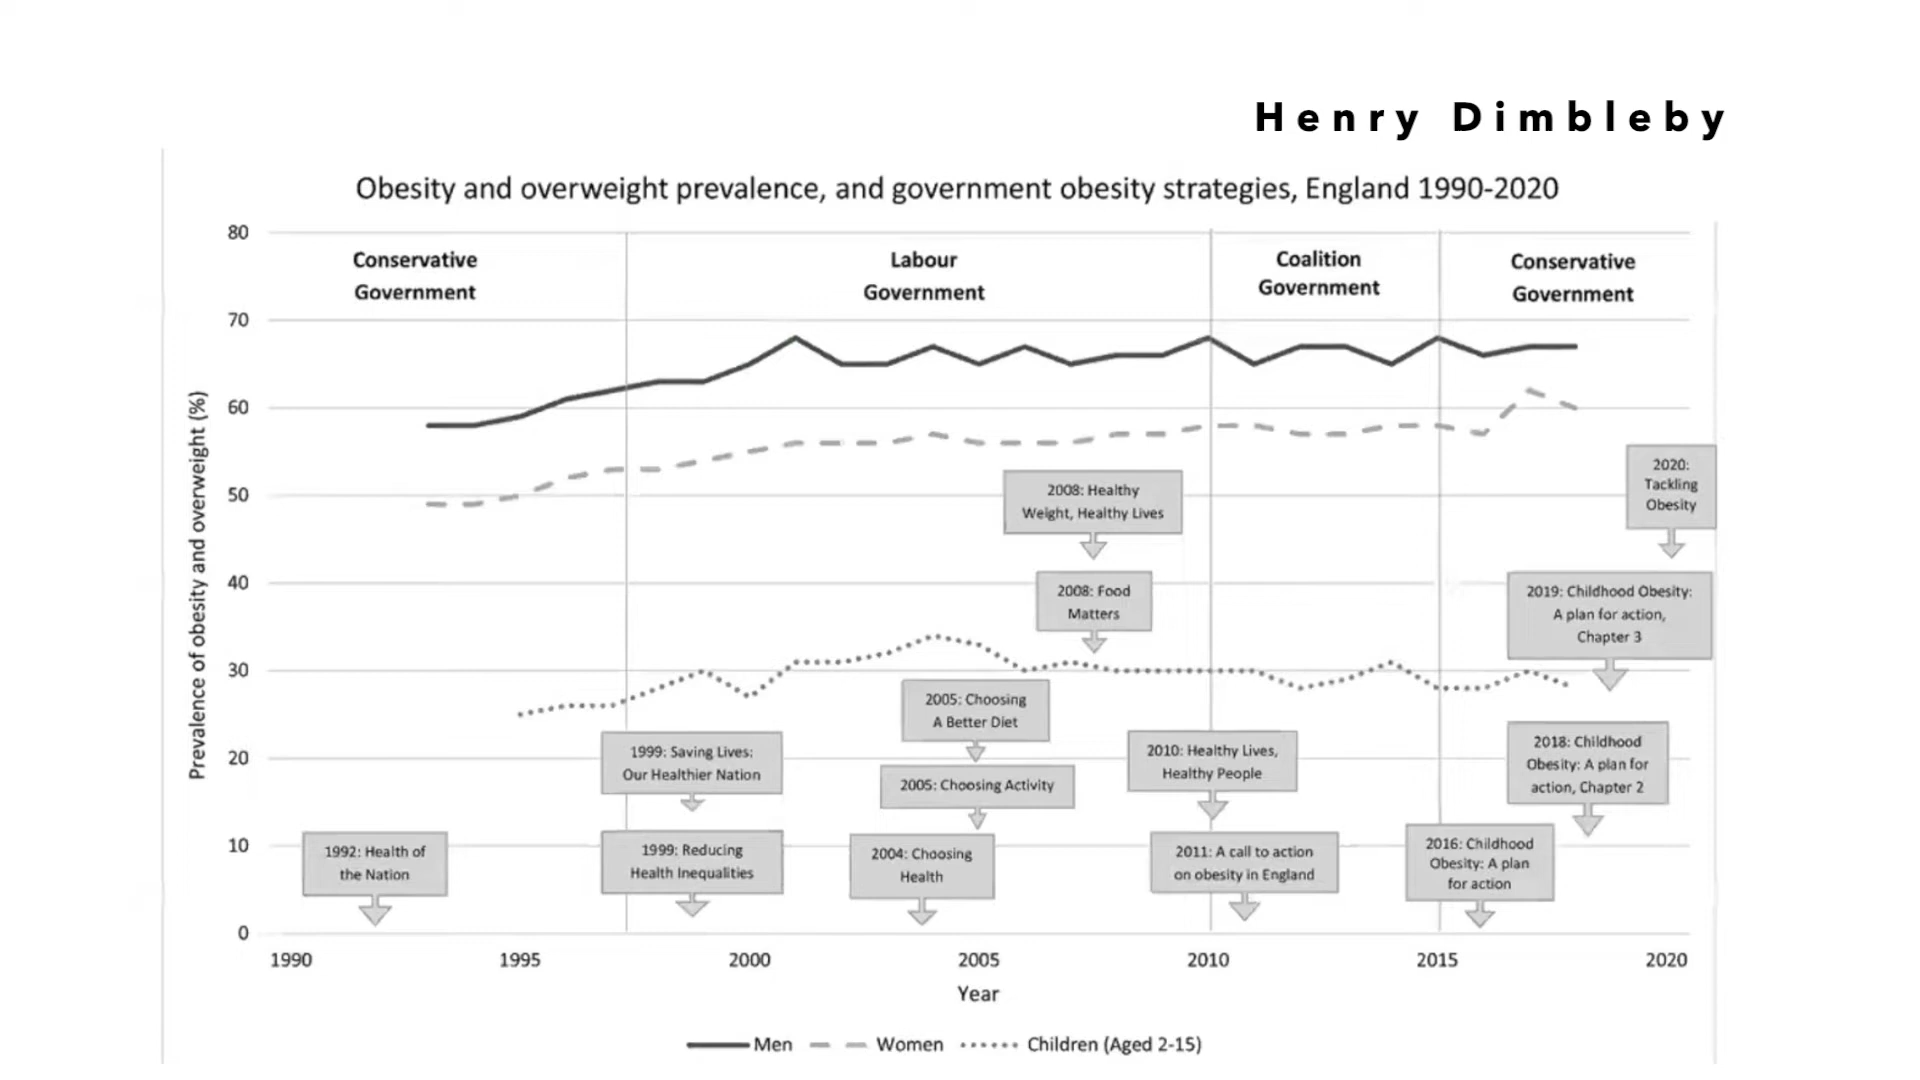 Henry Dimbleby
Obesity and overweight prevalence, and government obesity strategies, England 1990-2020
Prevalence of obesity and overweight (%)
80
70
60
50
40
30
20
10
0
Conservative
Government
Labour
Government
Coalition
Government
Conservative
Government
2008: Healthy
Weight, Healthy Lives
2008: Food
Matters
2020:
Tackling
Obesity
2019: Childhood Obesity:
A plan for action,
Chapter 3
2005: Choosing
A Better Diet
2005: Choosing Activity
2004: Choosing
Health
1999: Saving Lives:
Our Healthier Nation
1999: Reducing
Health Inequalities
1992: Health of
the Nation
2010: Healthy Lives,
Healthy People
2011: A call to action
on obesity in England
2018: Childhood
Obesity: A plan for
action, Chapter 2
2016: Childhood
Obesity: A plan
for action
1990 1995 2000 2005 2010 2015 2020
Year
Men Women Children (Aged 2-15)